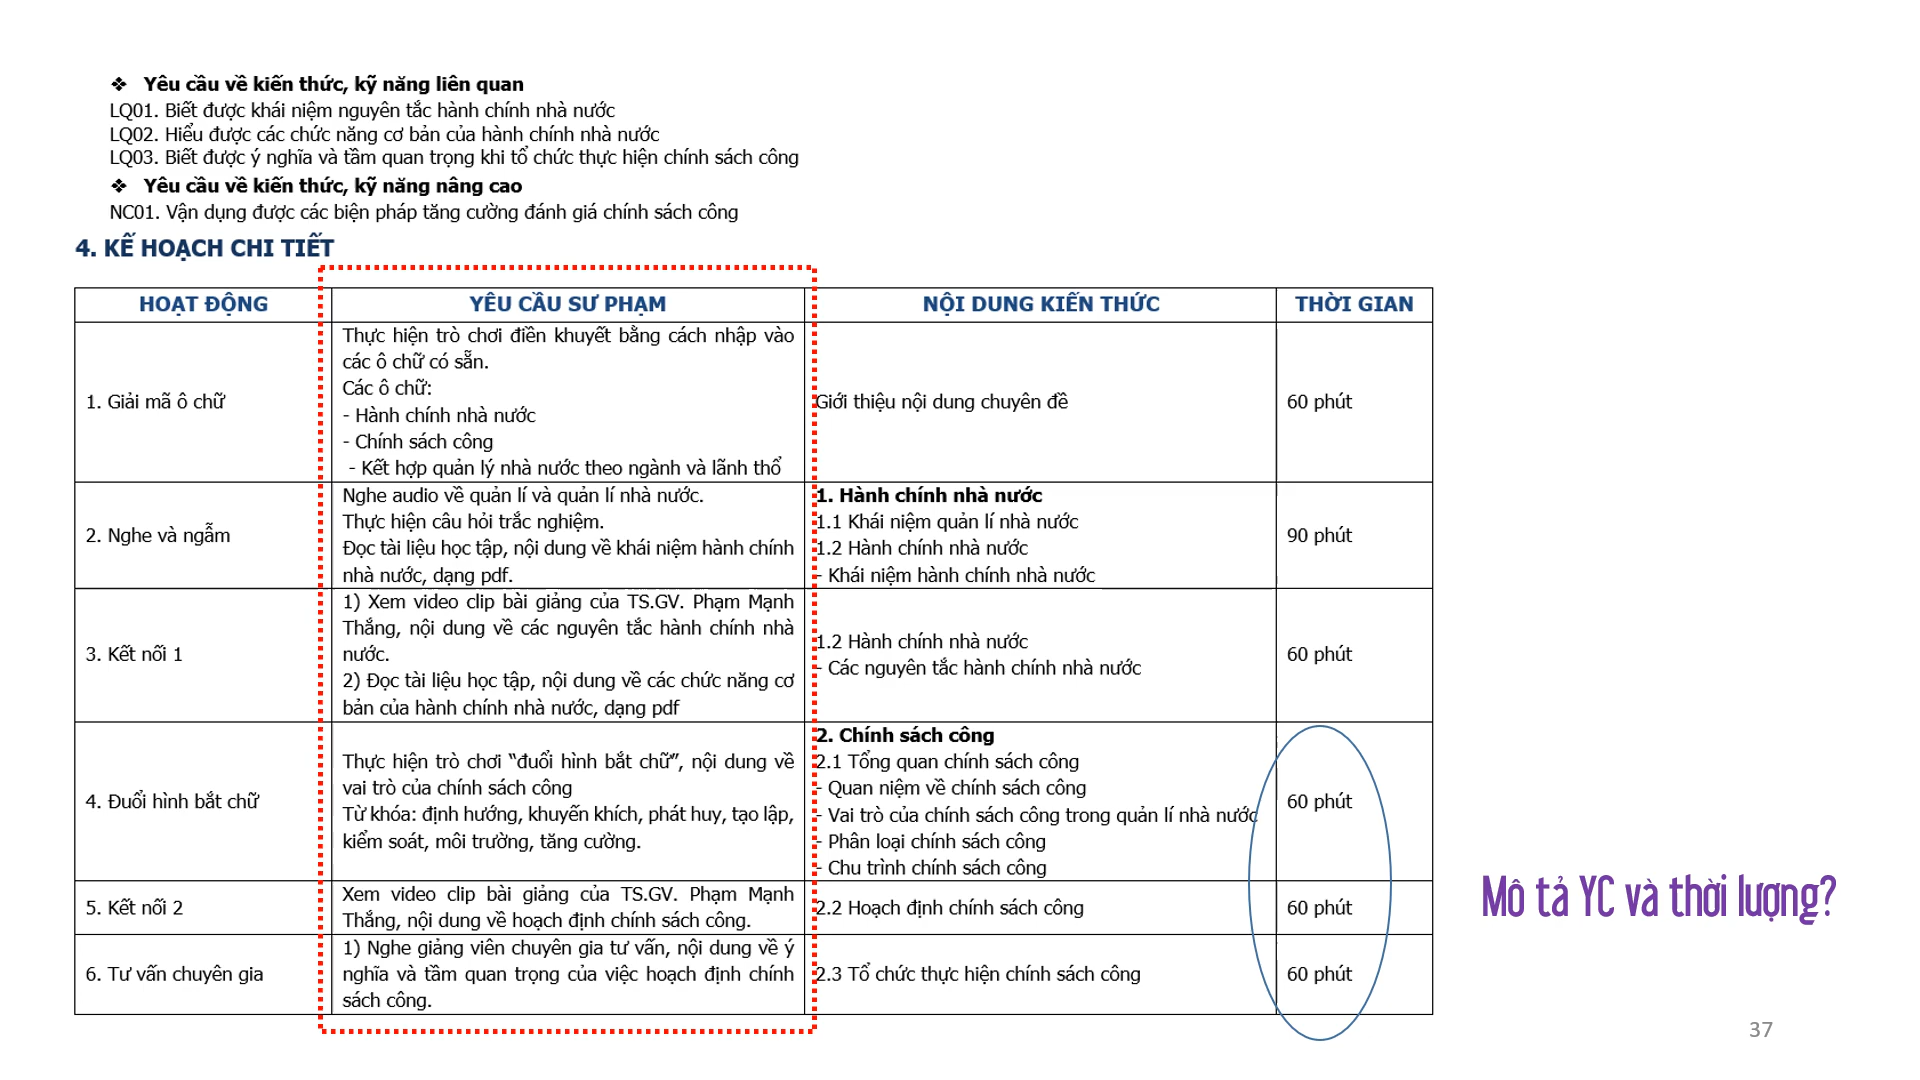 ❖ Yêu cầu về kiến thức, kỹ năng liên quan
LQ01. Biết được khái niệm nguyên tắc hành chính nhà nước
LQ02. Hiểu được các chức năng cơ bản của hành chính nhà nước
LQ03. Biết được ý nghĩa và tầm quan trọng khi tổ chức thực hiện chính sách công
❖ Yêu cầu về kiến thức, kỹ năng nâng cao
NC01. Vận dụng được các biện pháp tăng cường đánh giá chính sách công
4. KẾ HOẠCH CHI TIẾT
HOẠT ĐỘNG
YÊU CẦU SƯ PHẠM
NỘI DUNG KIẾN THỨC
THỜI GIAN
1. Giải mã ô chữ
Thực hiện trò chơi điền khuyết bằng cách nhập vào
các ô chữ có sẵn.
Các ô chữ:
- Hành chính nhà nước
- Chính sách công
- Kết hợp quản lý nhà nước theo ngành và lãnh thổ
Giới thiệu nội dung chuyên đề
60 phút
2. Nghe và ngẫm
Nghe audio về quản lí và quản lí nhà nước.
Thực hiện câu hỏi trắc nghiệm.
Đọc tài liệu học tập, nội dung về khái niệm hành chính
nhà nước, dạng pdf.
1. Hành chính nhà nước
1.1 Khái niệm quản lí nhà nước
1.2 Hành chính nhà nước
- Khái niệm hành chính nhà nước
90 phút
3. Kết nối 1
1) Xem video clip bài giảng của TS.GV. Phạm Mạnh
Thắng, nội dung về các nguyên tắc hành chính nhà
nước.
2) Đọc tài liệu học tập, nội dung về các chức năng cơ
bản của hành chính nhà nước, dạng pdf
1.2 Hành chính nhà nước
- Các nguyên tắc hành chính nhà nước
60 phút
4. Đuổi hình bắt chữ
Thực hiện trò chơi “đuổi hình bắt chữ”, nội dung về
vai trò của chính sách công
Từ khóa: định hướng, khuyến khích, phát huy, tạo lập,
kiểm soát, môi trường, tăng cường.
2. Chính sách công
2.1 Tổng quan chính sách công
- Quan niệm về chính sách công
- Vai trò của chính sách công trong quản lí nhà nước
- Phân loại chính sách công
- Chu trình chính sách công
60 phút
5. Kết nối 2
Xem video clip bài giảng của TS.GV. Phạm Mạnh
Thắng, nội dung về hoạch định chính sách công.
2.2 Hoạch định chính sách công
60 phút
6. Tư vấn chuyên gia
1) Nghe giảng viên chuyên gia tư vấn, nội dung về ý
nghĩa và tầm quan trọng của việc hoạch định chính
sách công.
2.3 Tổ chức thực hiện chính sách công
60 phút
Mô tả YC và thời lượng?
37